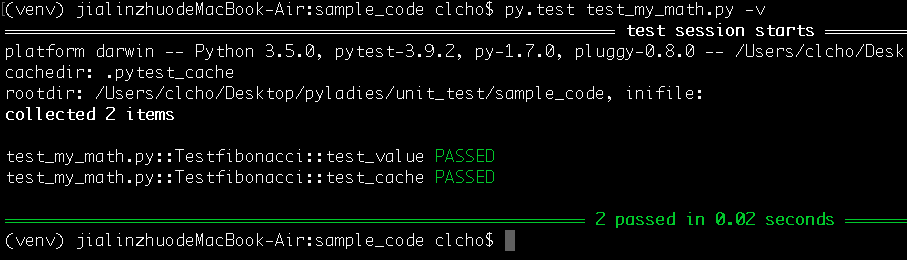 (venv) jialinzhuodeMacBook-Air:sample_code clcho$ py.test test_my_math.py -v
test session starts
platform darwin -- Python 3.5.0, pytest-3.9.2, py-1.7.0, pluggy-0.8.0 -- /Users/clcho/Desk
cachedir: .pytest_cache
rootdir: /Users/clcho/Desktop/pyladies/unit_test/sample_code, inifile:
collected 2 items
test_my_math.py::Testfibonacci::test_value PASSED
test_my_math.py::Testfibonacci::test_cache PASSED
2 passed in 0.02 seconds
(venv) jialinzhuodeMacBook-Air:sample_code clcho$